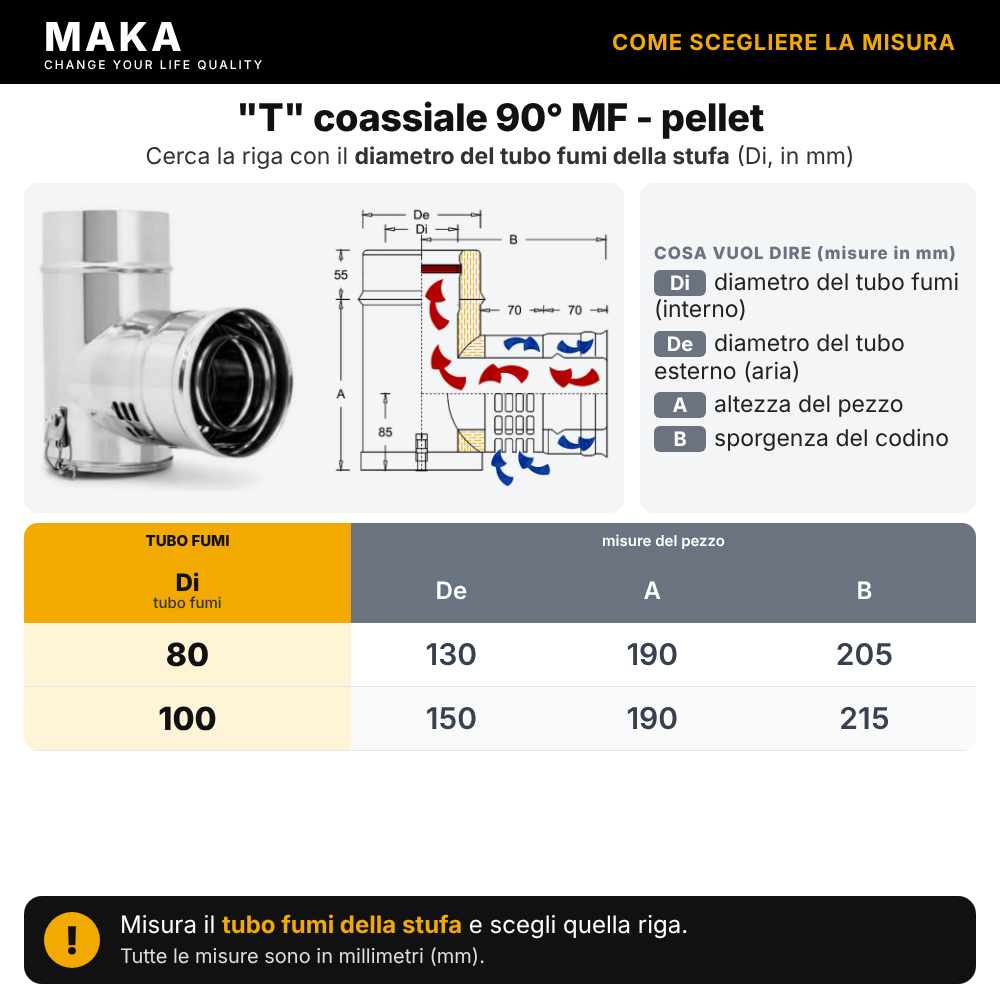 MAKA
CHANGE YOUR LIFE QUALITY
COME SCEGLIERE LA MISURA
"T" coassiale 90° MF - pellet
Cerca la riga con il diametro del tubo fumi della stufa (Di, in mm)
De
Di
B
55
70
70
A
85
COSA VUOL DIRE (misure in mm)
Di diametro del tubo fumi
(interno)
De diametro del tubo
esterno (aria)
A altezza del pezzo
B sporgenza del codino
TUBO FUMI
misure del pezzo
Di
tubo fumi
De A B
80 130 190 205
100 150 190 215
! Misura il tubo fumi della stufa e scegli quella riga.
Tutte le misure sono in millimetri (mm).